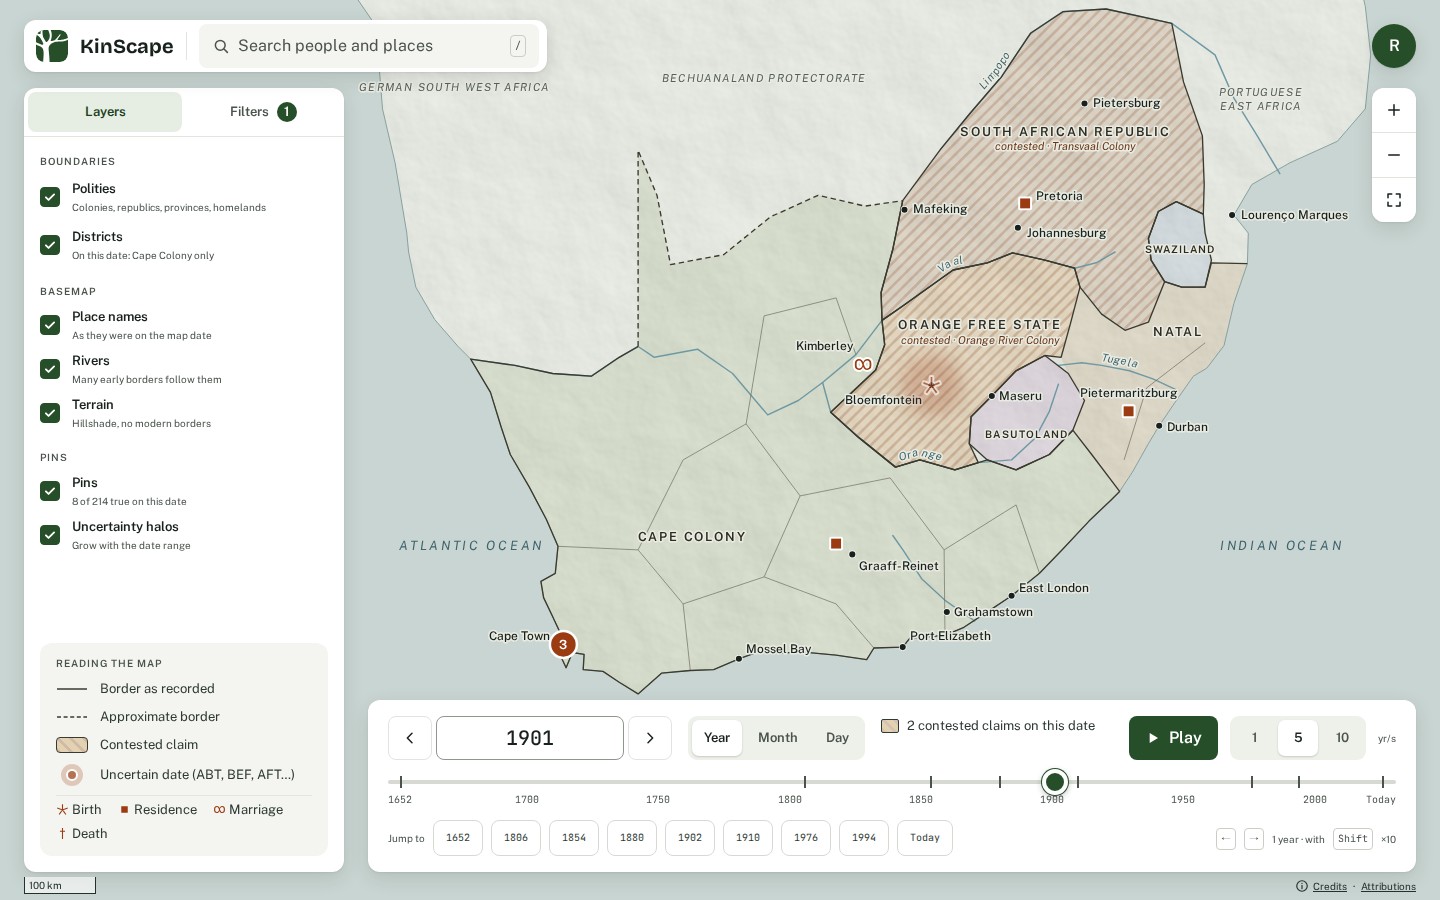 KinScape
Search people and places
/
R
Layers
Filters 1
BOUNDARIES
Polities
Colonies, republics, provinces, homelands
Districts
On this date: Cape Colony only
BASEMAP
Place names
As they were on the map date
Rivers
Many early borders follow them
Terrain
Hillshade, no modern borders
PINS
Pins
8 of 214 true on this date
Uncertainty halos
Grow with the date range
READING THE MAP
Border as recorded
Approximate border
Contested claim
Uncertain date (ABT, BEF, AFT…)
Birth
Residence
Marriage
Death
100 km
GERMAN SOUTH WEST AFRICA
BECHUANALAND PROTECTORATE
Limpopo
PORTUGUESE
EAST AFRICA
Pietersburg
SOUTH AFRICAN REPUBLIC
contested · Transvaal Colony
Pretoria
Mafeking
Johannesburg
Lourenço Marques
SWAZILAND
Vaal
ORANGE FREE STATE
contested · Orange River Colony
NATAL
Kimberley
Tugela
Bloemfontein
Maseru
Pietermaritzburg
Durban
BASUTOLAND
Orange
CAPE COLONY
ATLANTIC OCEAN
INDIAN OCEAN
Graaff-Reinet
East London
Grahamstown
Cape Town
3
Mossel Bay
Port Elizabeth
1901
Year
Month
Day
2 contested claims on this date
Play
1
5
10
yr/s
1652
1700
1750
1800
1850
1900
1950
2000
Today
Jump to
1652
1806
1854
1880
1902
1910
1976
1994
Today
← → 1 year · with Shift ×10
Credits · Attributions